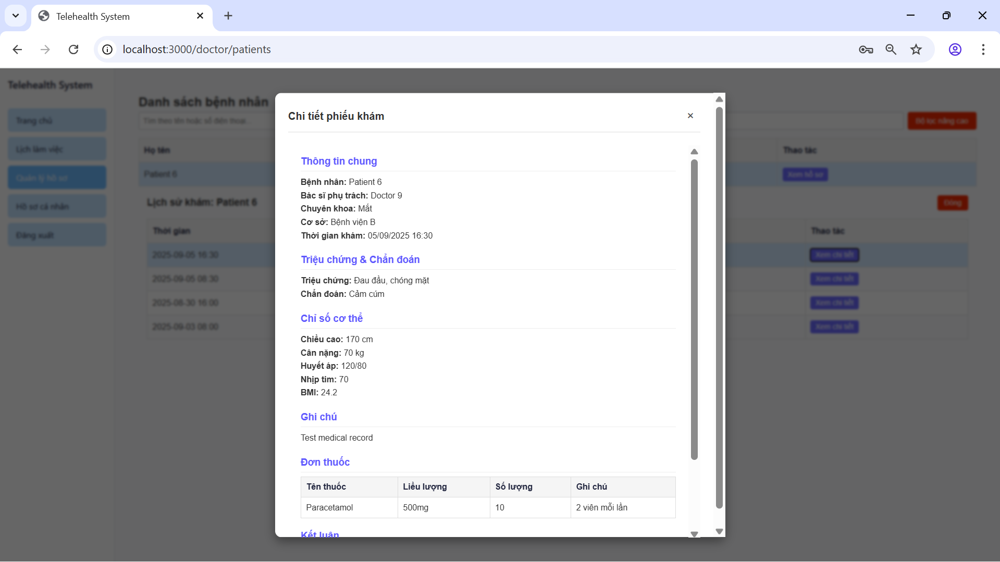 Telehealth System
localhost:3000/doctor/patients
Telehealth System
Trang chủ
Lịch làm việc
Quản lý hồ sơ
Hồ sơ cá nhân
Đăng xuất
Danh sách bệnh nhân
Tìm theo tên hoặc số điện thoại...
Bộ lọc nâng cao
Họ tên
Thao tác
Patient 6
Xem hồ sơ
Lịch sử khám: Patient 6
Đóng
Thời gian
Thao tác
2025-09-05 16:30
Xem chi tiết
2025-09-05 08:30
Xem chi tiết
2025-08-30 16:00
Xem chi tiết
2025-09-03 08:00
Xem chi tiết
Chi tiết phiếu khám
Thông tin chung
Bệnh nhân: Patient 6
Bác sĩ phụ trách: Doctor 9
Chuyên khoa: Mắt
Cơ sở: Bệnh viện B
Thời gian khám: 05/09/2025 16:30
Triệu chứng & Chẩn đoán
Triệu chứng: Đau đầu, chóng mặt
Chẩn đoán: Cảm cúm
Chỉ số cơ thể
Chiều cao: 170 cm
Cân nặng: 70 kg
Huyết áp: 120/80
Nhịp tim: 70
BMI: 24.2
Ghi chú
Test medical record
Đơn thuốc
Tên thuốc Liều lượng Số lượng Ghi chú
Paracetamol 500mg 10 2 viên mỗi lần
Kết luận